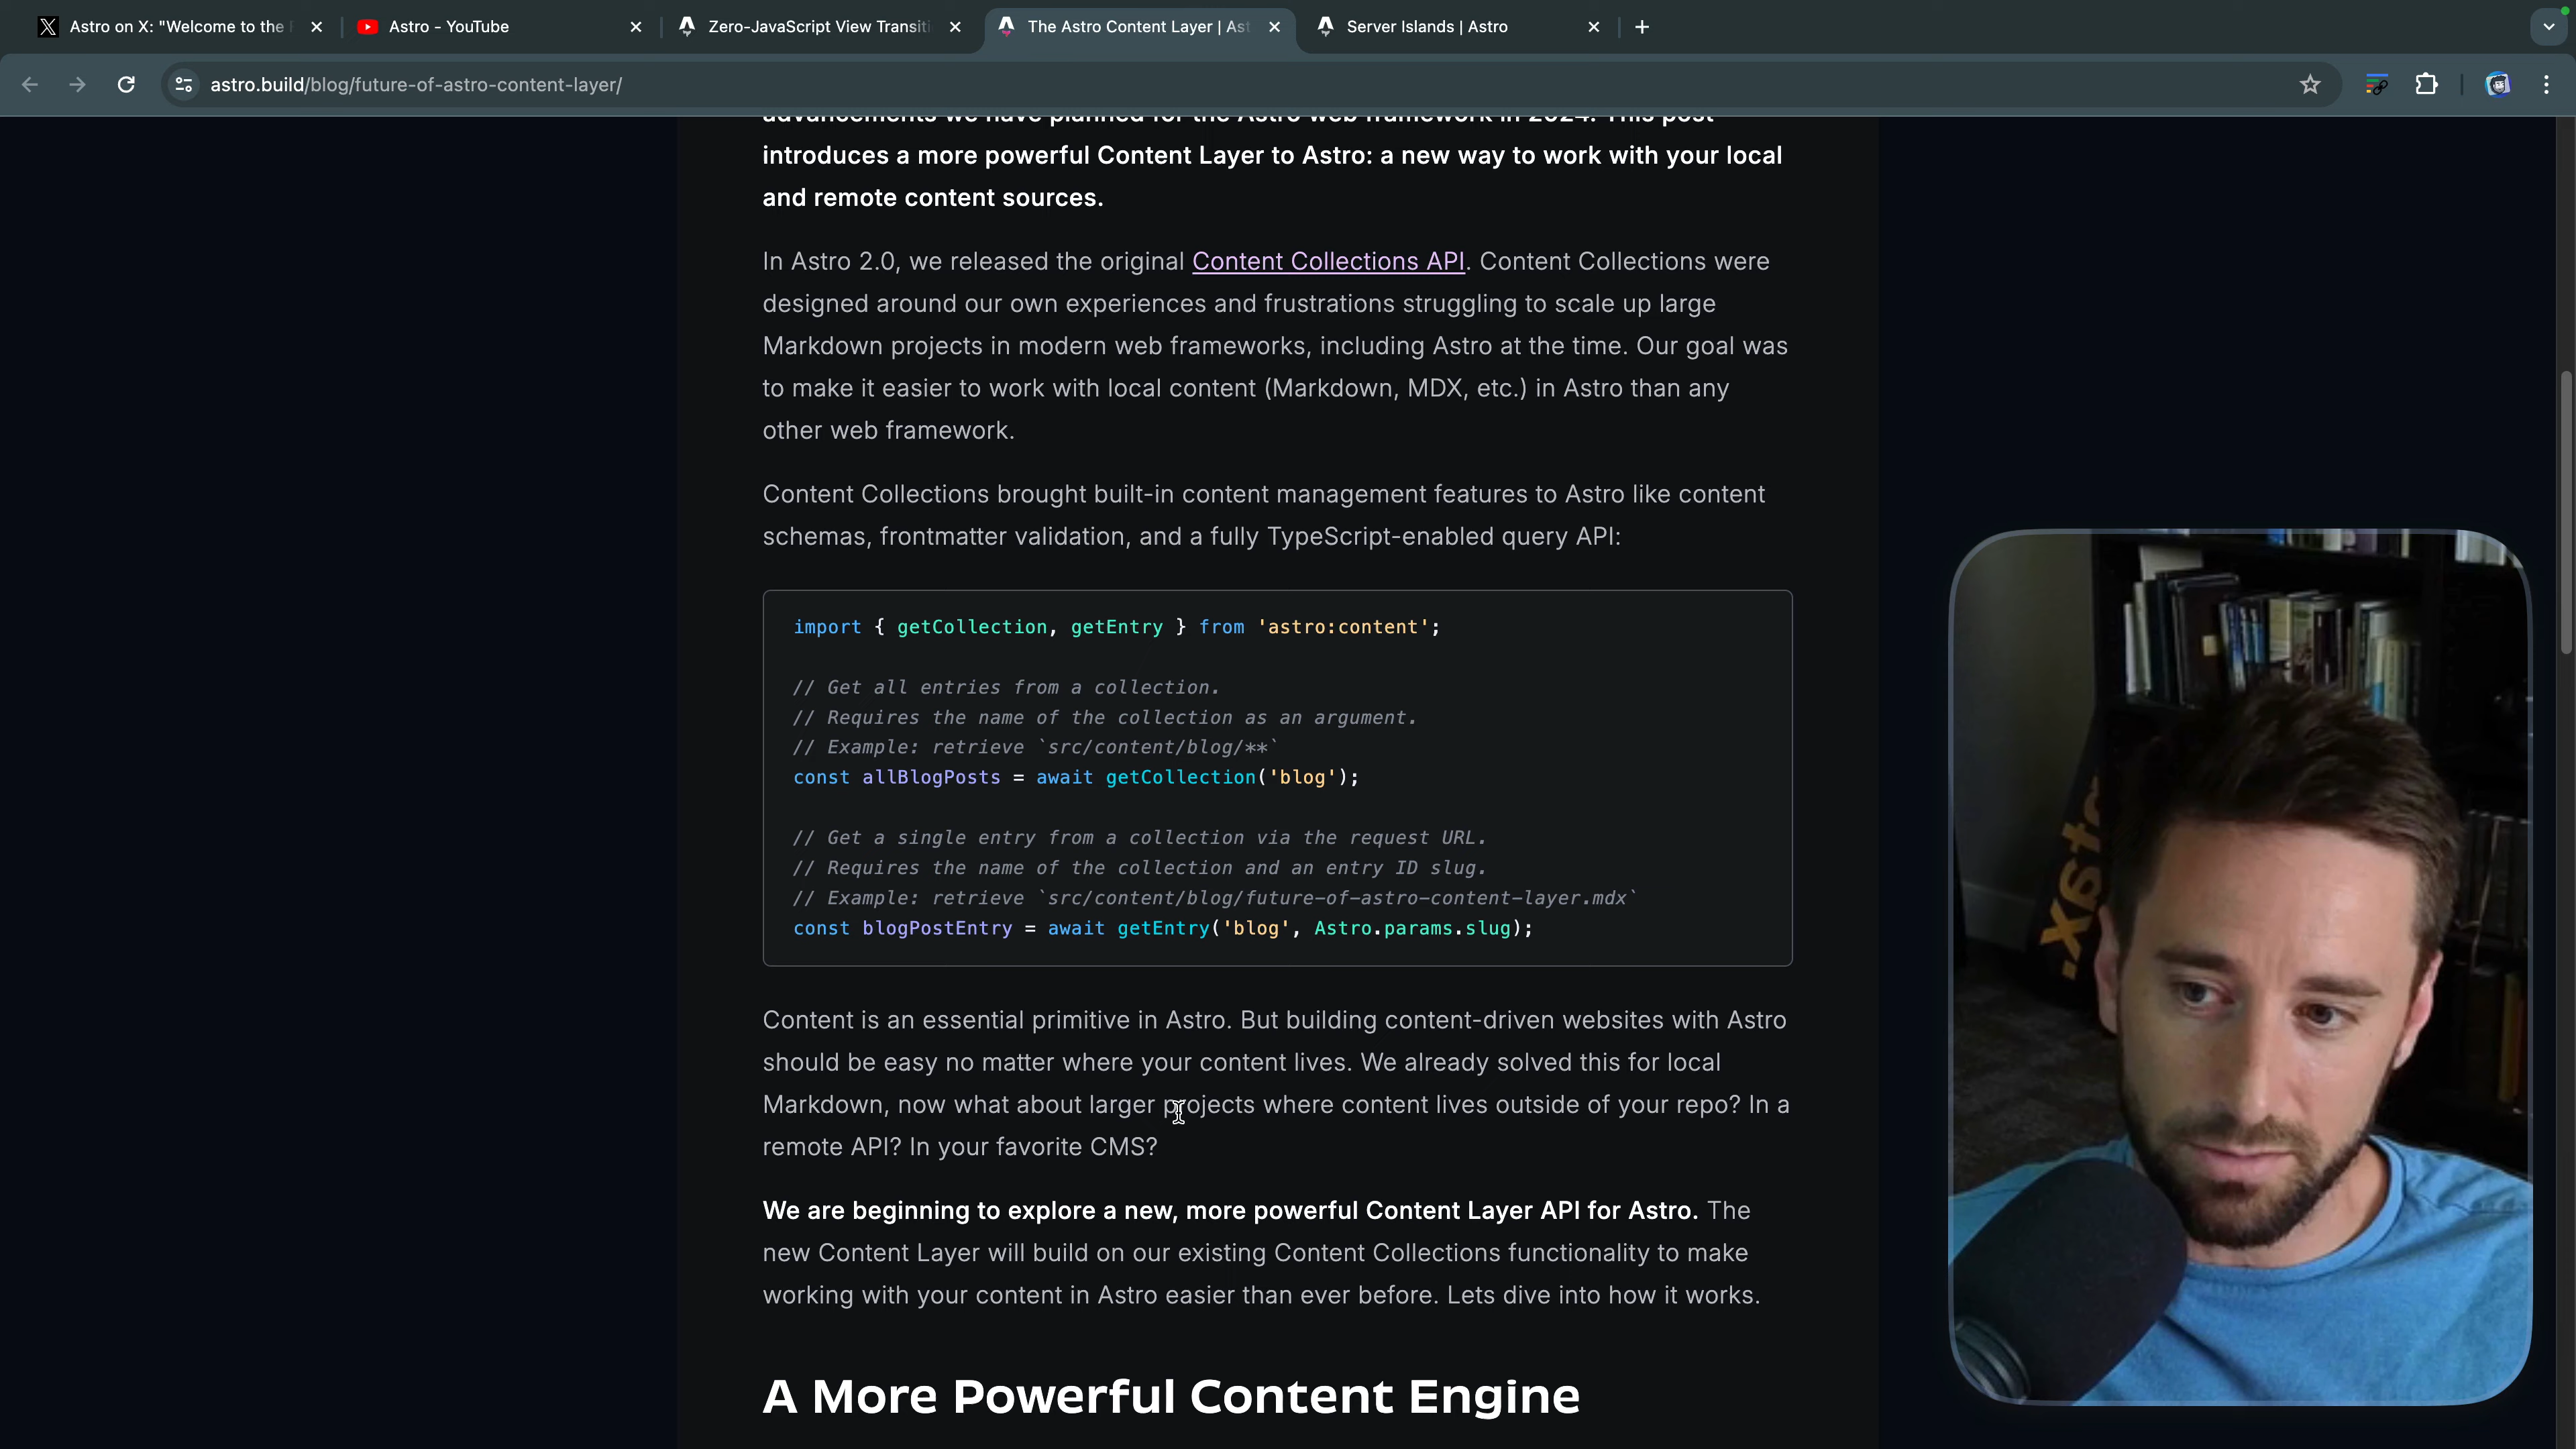 Astro on X: "Welcome to the
Astro - YouTube
Zero-JavaScript View Transiti
The Astro Content Layer | Ast
Server Islands | Astro
astro.build/blog/future-of-astro-content-layer/
advancements we have planned for the Astro web framework in 2024. This post
introduces a more powerful Content Layer to Astro: a new way to work with your local
and remote content sources.
In Astro 2.0, we released the original Content Collections API. Content Collections were
designed around our own experiences and frustrations struggling to scale up large
Markdown projects in modern web frameworks, including Astro at the time. Our goal was
to make it easier to work with local content (Markdown, MDX, etc.) in Astro than any
other web framework.
Content Collections brought built-in content management features to Astro like content
schemas, frontmatter validation, and a fully TypeScript-enabled query API:
import { getCollection, getEntry } from 'astro:content';
// Get all entries from a collection.
// Requires the name of the collection as an argument.
// Example: retrieve `src/content/blog/**`
const allBlogPosts = await getCollection('blog');
// Get a single entry from a collection via the request URL.
// Requires the name of the collection and an entry ID slug.
// Example: retrieve `src/content/blog/future-of-astro-content-layer.mdx`
const blogPostEntry = await getEntry('blog', Astro.params.slug);
Content is an essential primitive in Astro. But building content-driven websites with Astro
should be easy no matter where your content lives. We already solved this for local
Markdown, now what about larger projects where content lives outside of your repo? In a
remote API? In your favorite CMS?
We are beginning to explore a new, more powerful Content Layer API for Astro. The
new Content Layer will build on our existing Content Collections functionality to make
working with your content in Astro easier than ever before. Lets dive into how it works.
A More Powerful Content Engine